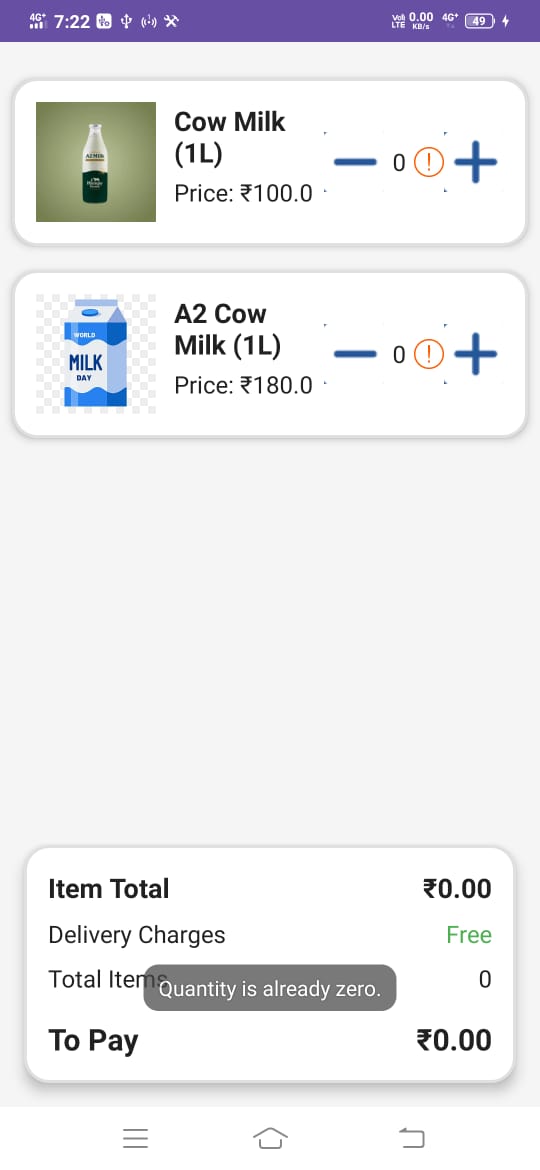 4G+ 7:22 Voli LTE 0.00 KB/s 4G+ 49
Cow Milk
(1L)
Price: ₹100.0
0
A2 MILK
A2 Cow
Milk (1L)
Price: ₹180.0
0
WORLD
MILK
DAY
Item Total ₹0.00
Delivery Charges Free
Total Items 0
Quantity is already zero.
To Pay ₹0.00